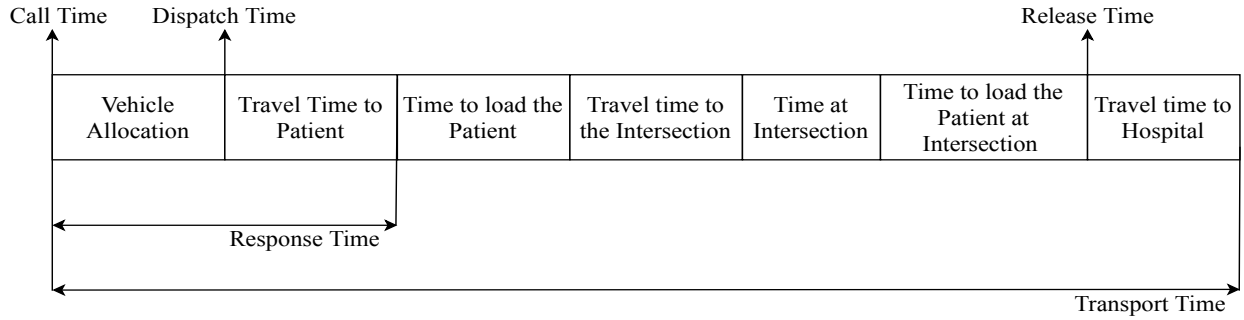 Call Time
Dispatch Time
Release Time
Vehicle
Allocation
Travel Time to
Patient
Time to load the
Patient
Travel time to
the Intersection
Time at
Intersection
Time to load the
Patient at
Intersection
Travel time to
Hospital
Response Time
Transport Time